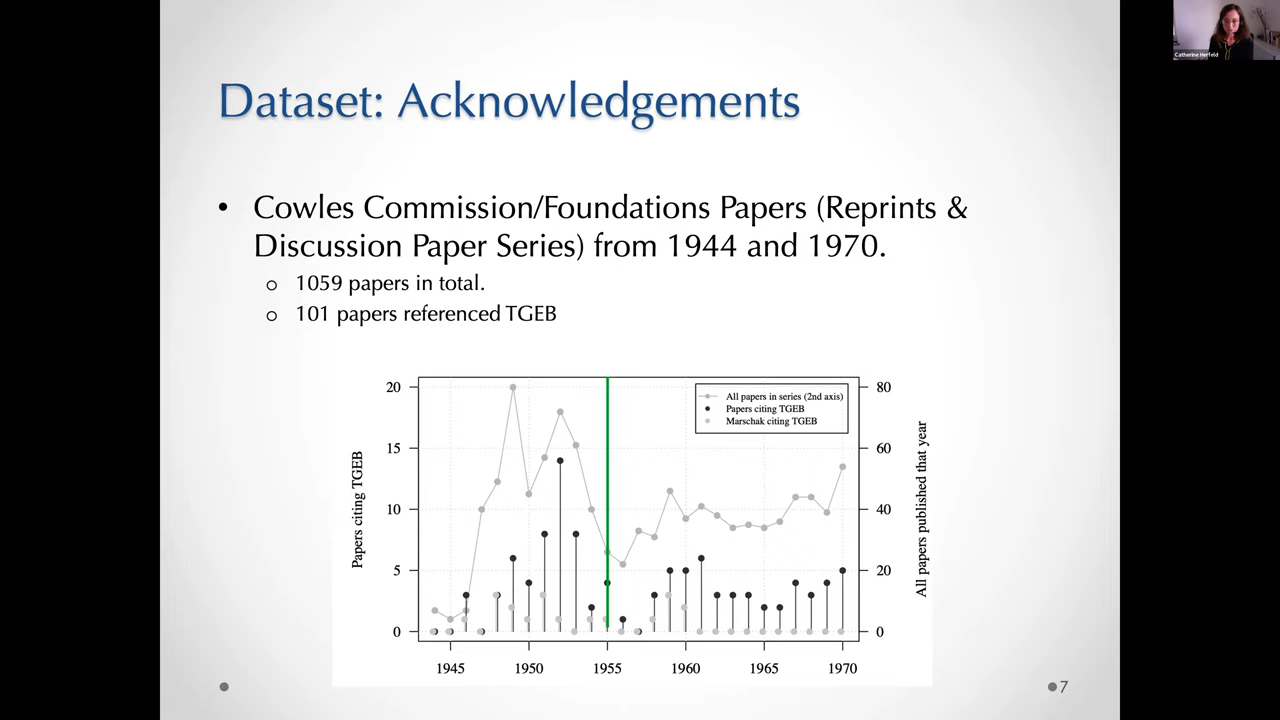 Catherine Herfeld
Dataset: Acknowledgements
• Cowles Commission/Foundations Papers (Reprints &
Discussion Paper Series) from 1944 and 1970.
o 1059 papers in total.
o 101 papers referenced TGEB
All papers in series (2nd axis)
Papers citing TGEB
Marschak citing TGEB
Papers citing TGEB
20
15
10
5
0
80
60
40
20
0
All papers published that year
1945 1950 1955 1960 1965 1970
7